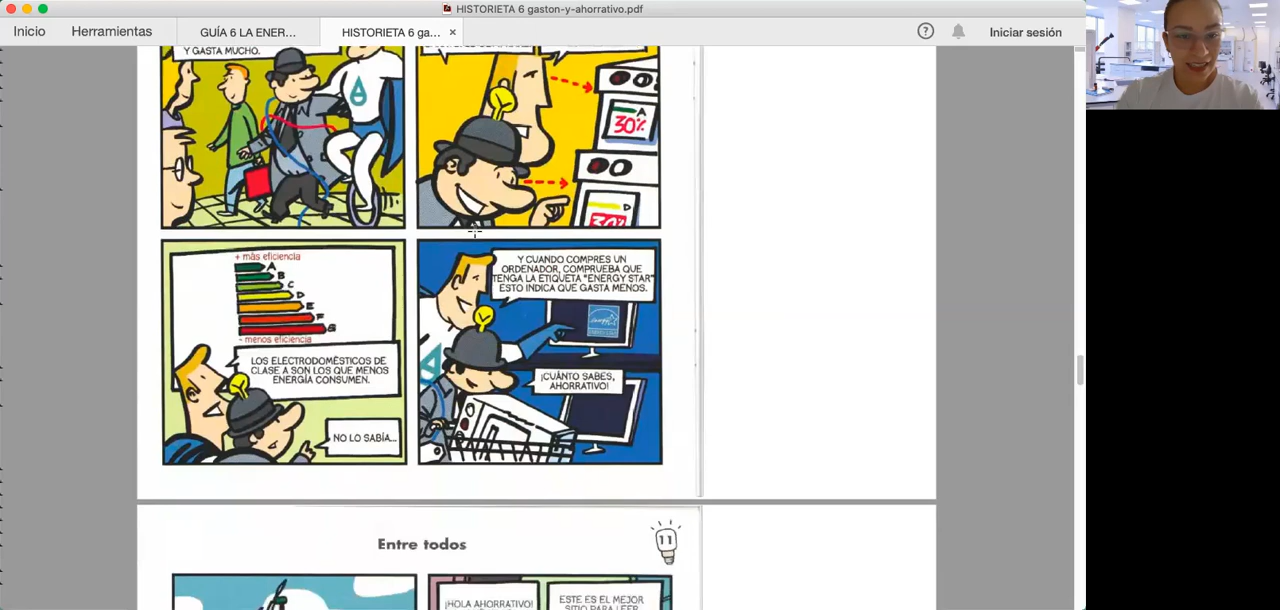 HISTORIETA 6 gaston-y-ahorrativo.pdf
Inicio
Herramientas
GUÍA 6 LA ENER...
HISTORIETA 6 ga... ×
?
Iniciar sesión
Y GASTA MUCHO.
A
30%
D
30%
+ más eficiencia
A
B
C
D
E
F
G
- menos eficiencia
LOS ELECTRODOMÉSTICOS DE
CLASE A SON LOS QUE MENOS
ENERGÍA CONSUMEN.
NO LO SABÍA...
Y CUANDO COMPRES UN
ORDENADOR, COMPRUEBA QUE
TENGA LA ETIQUETA "ENERGY STAR"
ESTO INDICA QUE GASTA MENOS.
¡CUÁNTO SABES,
AHORRATIVO!
Entre todos
11
¡HOLA AHORRATIVO!
ESTE ES EL MEJOR
SITIO PARA LEER